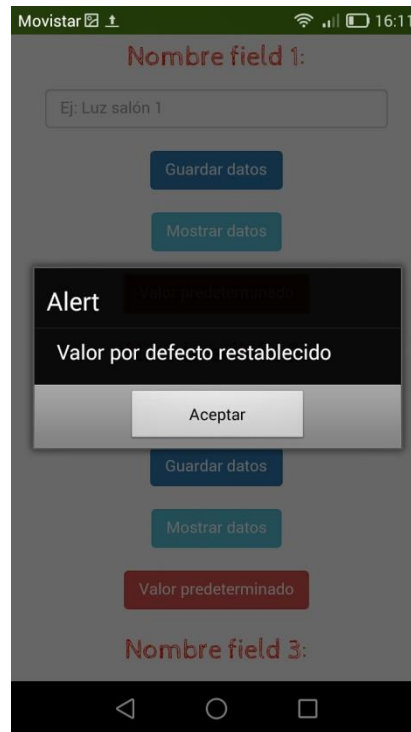 Movistar 16:11
Nombre field 1:
Ej: Luz salón 1
Guardar datos
Mostrar datos
Valor predeterminado
Alert
Valor por defecto restablecido
Aceptar
Guardar datos
Mostrar datos
Valor predeterminado
Nombre field 3: